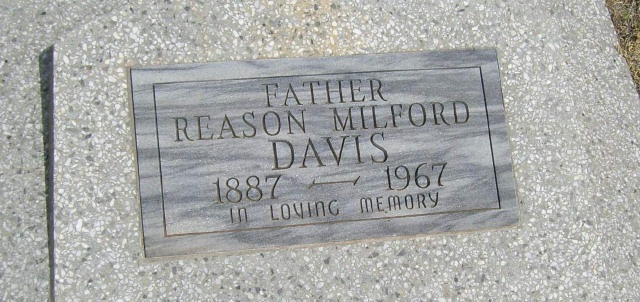 FATHER
REASON MILFORD
DAVIS
1887 — 1967
IN LOVING MEMORY